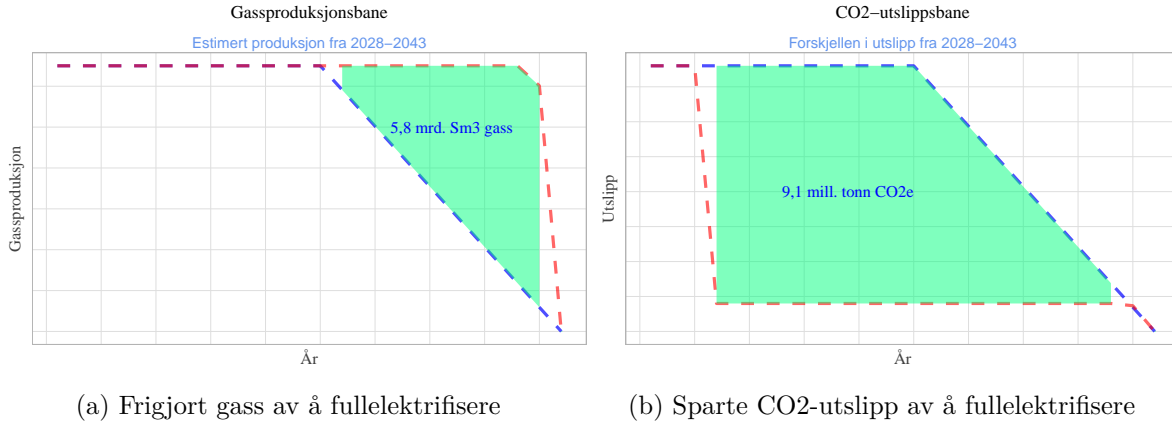 Gassproduksjonsbane
Estimert produksjon fra 2028−2043
5,8 mrd. Sm3 gass
Gassproduksjon
År
(a) Frigjort gass av å fullelektrifisere
CO2−utslippsbane
Forskjellen i utslipp fra 2028−2043
9,1 mill. tonn CO2e
Utslipp
År
(b) Sparte CO2-utslipp av å fullelektrifisere